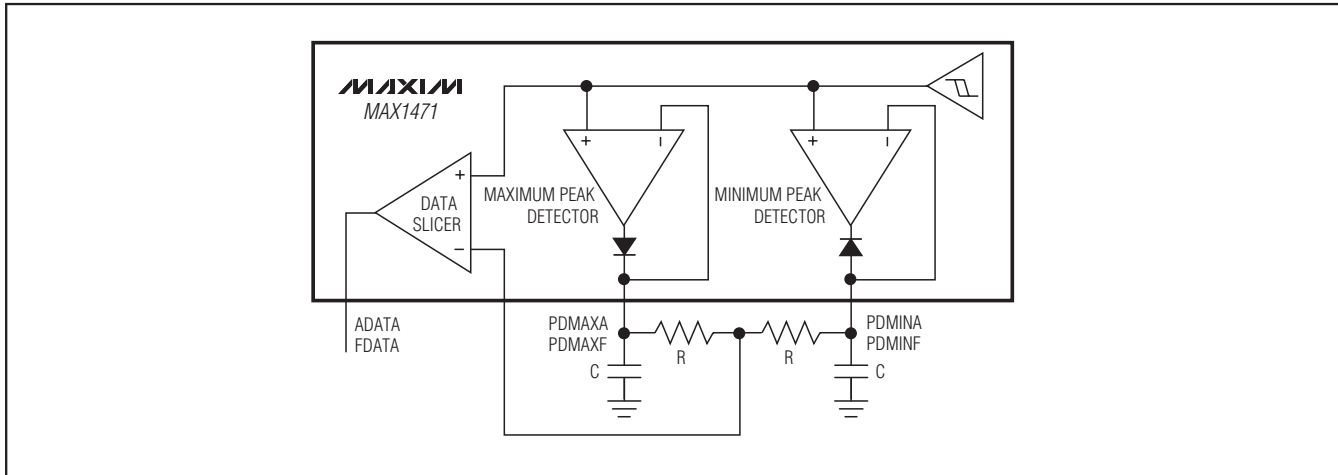 MAXIM
MAX1471
+
−
+
−
MAXIMUM PEAK
DETECTOR
MINIMUM PEAK
DETECTOR
+
DATA
SLICER
−
ADATA
FDATA
PDMAXA
PDMAXF
R
R
PDMINA
PDMINF
C
C